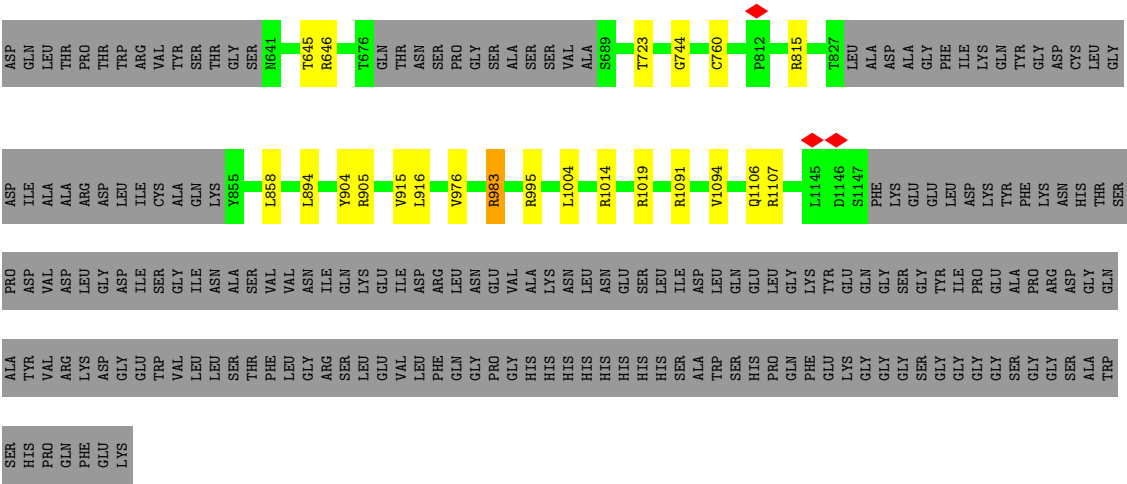 ASP GLN LEU THR PRO THR TRP ARG VAL TYR SER THR GLY SER N641 T645 R646 T676 GLN THR ASN SER PRO GLY SER ALA SER SER VAL ALA S689 T723 G744 C760 P812 R815 T827 LEU ALA ASP ALA GLY PHE ILE LYS GLN TYR GLY ASP CYS LEU GLY
ASP ILE ALA ALA ARG ASP LEU ILE CYS ALA GLN LYS Y855 L858 L894 Y904 R905 V915 L916 V976 R983 R995 L1004 R1014 R1019 R1091 V1094 Q1106 R1107 L1145 D1146 S1147 PHE LYS GLU GLU LEU ASP LYS TYR PHE LYS ASN HIS THR SER
PRO ASP VAL ASP LEU GLY ASP ILE SER GLY ILE ASN ALA SER VAL VAL ASN ILE GLN LYS GLU ILE ASP ARG LEU ASN GLU VAL ALA LYS ASN LEU ASN GLU SER LEU ILE ASP LEU GLN GLU LEU GLY LYS TYR GLU GLN GLY SER GLY TYR ILE PRO GLU ALA PRO ARG ASP GLY GLN
ALA TYR VAL ARG LYS ASP GLY GLU TRP VAL LEU LEU SER THR PHE LEU GLY ARG SER LEU GLU VAL LEU PHE GLN GLY PRO GLY HIS HIS HIS HIS HIS HIS HIS HIS SER ALA TRP SER HIS PRO GLN PHE GLU LYS GLY GLY GLY SER GLY GLY GLY GLY SER GLY GLY SER ALA TRP
SER HIS PRO GLN PHE GLU LYS